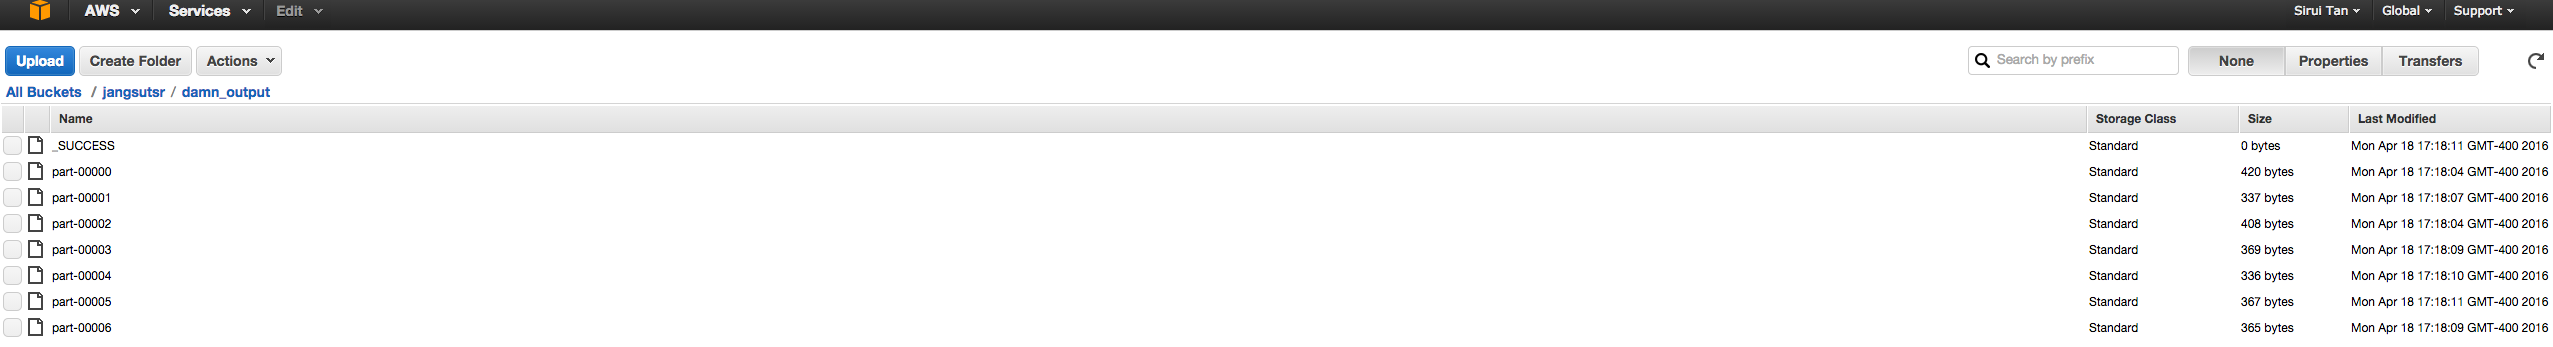 AWS Services Edit Sirui Tan Global Support
Upload Create Folder Actions Search by prefix None Properties Transfers
All Buckets / jangsutsr / damn_output
Name Storage Class Size Last Modified
_SUCCESS Standard 0 bytes Mon Apr 18 17:18:11 GMT-400 2016
part-00000 Standard 420 bytes Mon Apr 18 17:18:04 GMT-400 2016
part-00001 Standard 337 bytes Mon Apr 18 17:18:07 GMT-400 2016
part-00002 Standard 408 bytes Mon Apr 18 17:18:04 GMT-400 2016
part-00003 Standard 369 bytes Mon Apr 18 17:18:09 GMT-400 2016
part-00004 Standard 336 bytes Mon Apr 18 17:18:10 GMT-400 2016
part-00005 Standard 367 bytes Mon Apr 18 17:18:11 GMT-400 2016
part-00006 Standard 365 bytes Mon Apr 18 17:18:09 GMT-400 2016